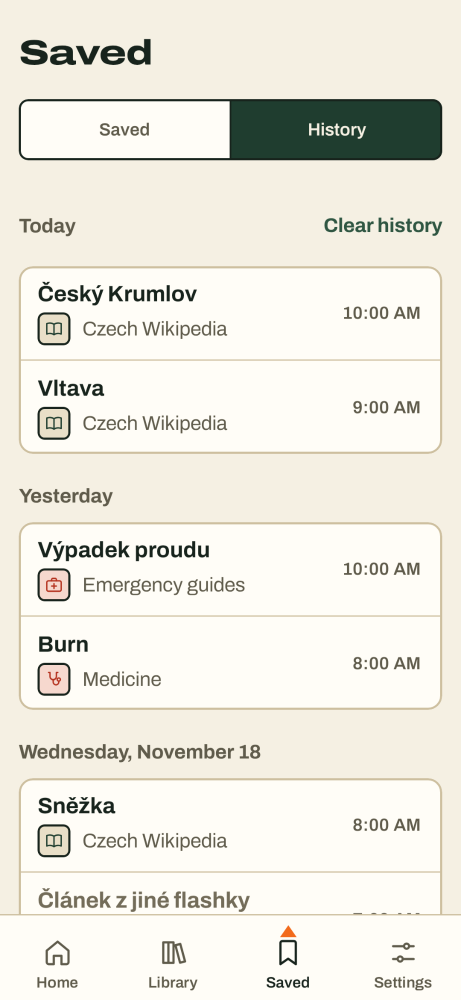 Saved
Saved
History
Today
Clear history
Český Krumlov
Czech Wikipedia
10:00 AM
Vltava
Czech Wikipedia
9:00 AM
Yesterday
Výpadek proudu
Emergency guides
10:00 AM
Burn
Medicine
8:00 AM
Wednesday, November 18
Sněžka
Czech Wikipedia
8:00 AM
Článek z jiné flashky
Home
Library
Saved
Settings